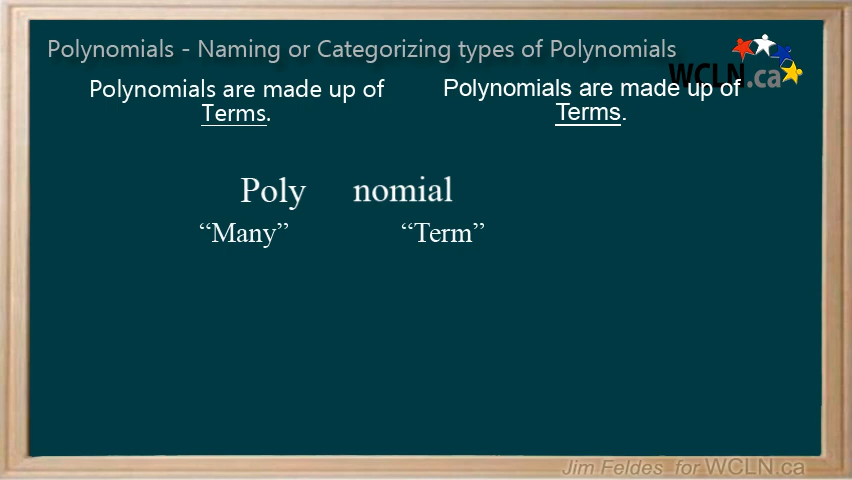 Polynomials - Naming or Categorizing types of Polynomials
WCLN.ca
Polynomials are made up of
Terms.
Polynomials are made up of
Terms.
Poly nomial
“Many” “Term”
Jim Feldes for WCLN.ca